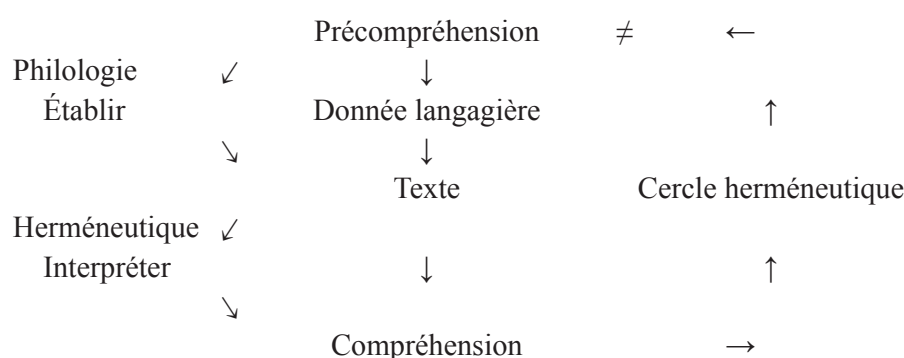 Précompréhension ≠ ←
Philologie ↙ ↓
Établir Donnée langagière ↑
↘ ↓
Texte Cercle herméneutique
Herméneutique ↙
Interpréter ↓ ↑
↘
Compréhension →